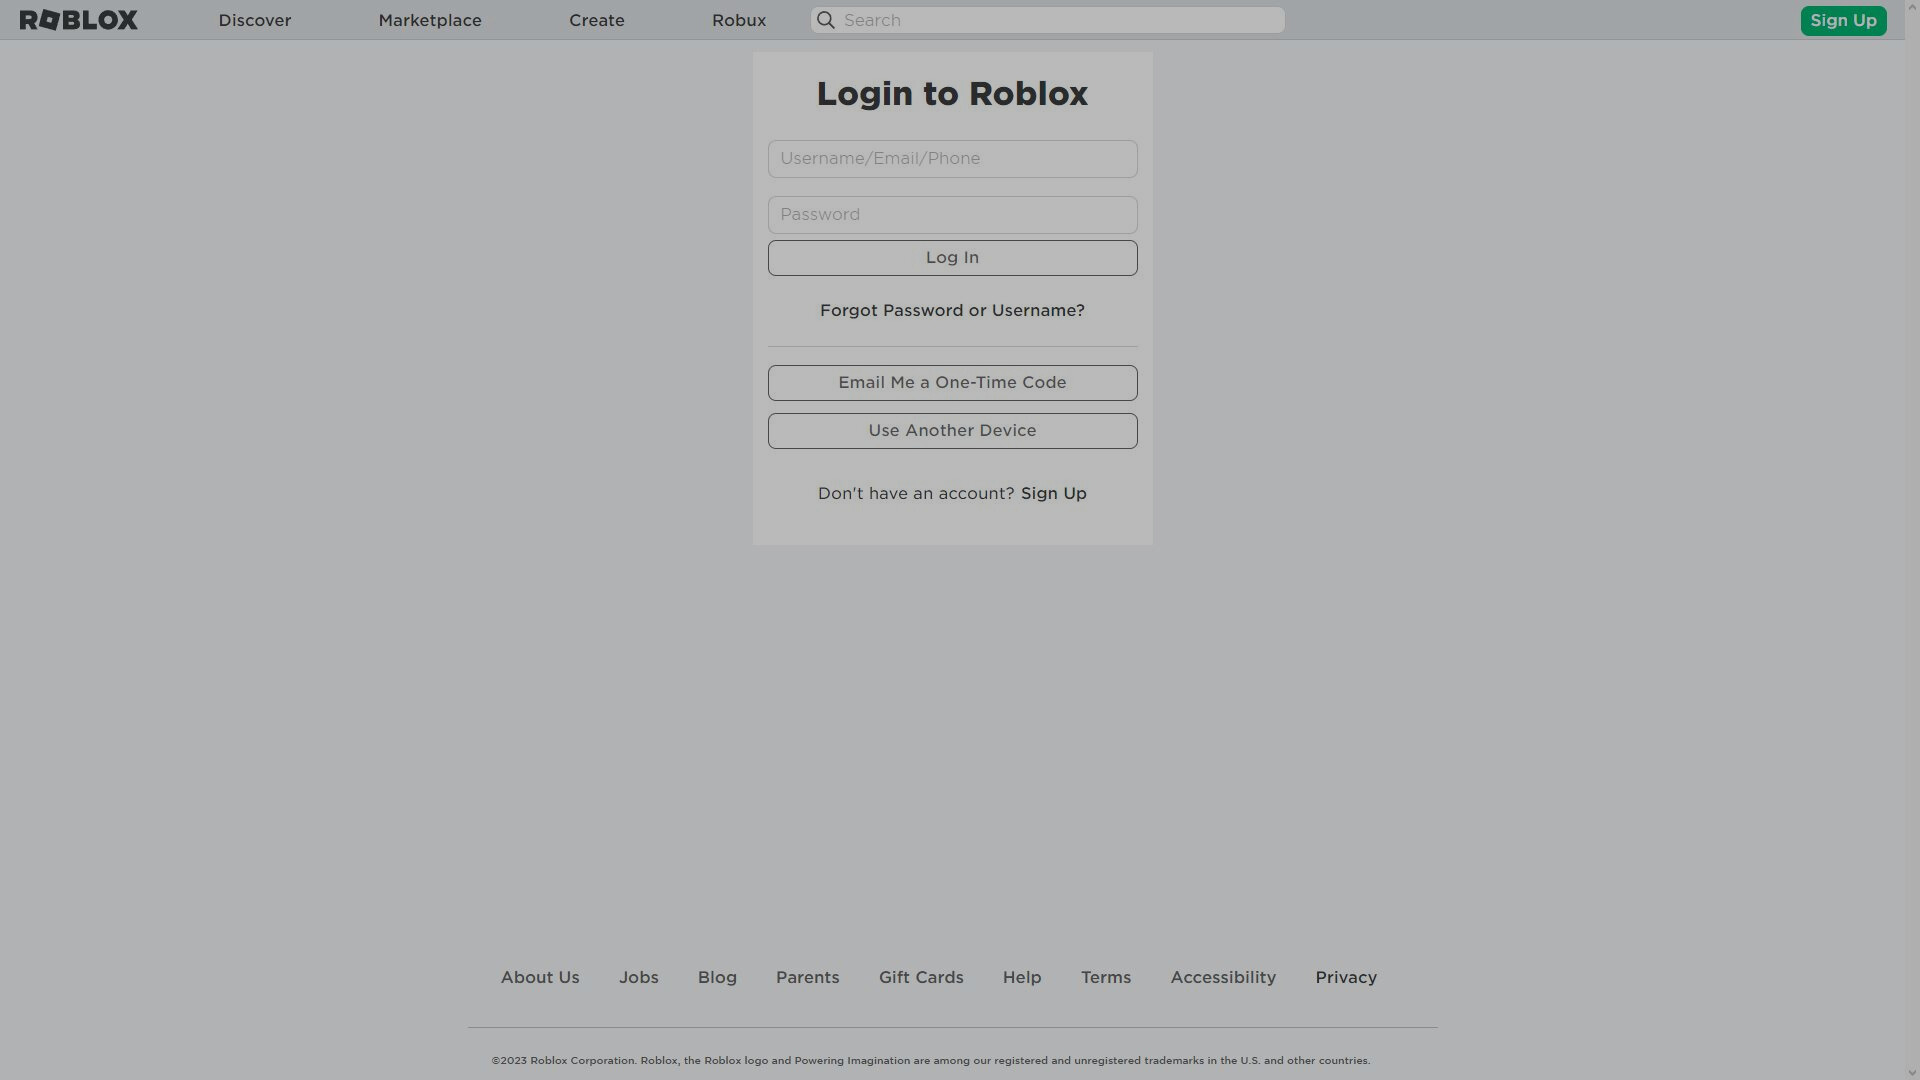 ROBLOX Discover Marketplace Create Robux Search Sign Up
Login to Roblox
Username/Email/Phone
Password
Log In
Forgot Password or Username?
Email Me a One-Time Code
Use Another Device
Don't have an account? Sign Up
About Us Jobs Blog Parents Gift Cards Help Terms Accessibility Privacy
©2023 Roblox Corporation. Roblox, the Roblox logo and Powering Imagination are among our registered and unregistered trademarks in the U.S. and other countries.